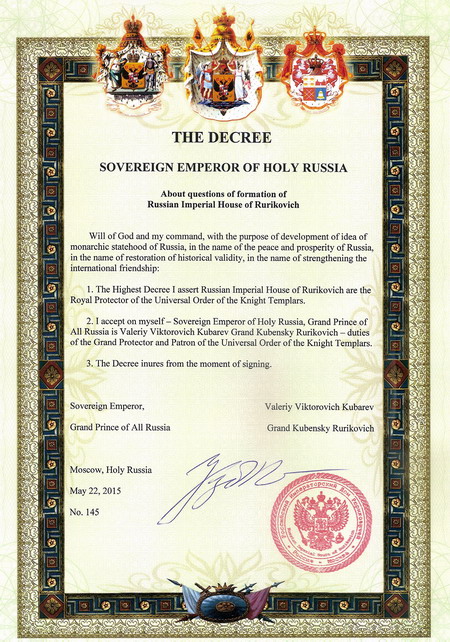 THE DECREE
SOVEREIGN EMPEROR OF HOLY RUSSIA
About questions of formation of
Russian Imperial House of Rurikovich
Will of God and my command, with the purpose of development of idea of
monarchic statehood of Russia, in the name of the peace and prosperity of Russia,
in the name of restoration of historical validity, in the name of strengthening the
international friendship:
1. The Highest Decree I assert Russian Imperial House of Rurikovich are the
Royal Protector of the Universal Order of the Knight Templars.
2. I accept on myself – Sovereign Emperor of Holy Russia, Grand Prince of
All Russia is Valeriy Viktorovich Kubarev Grand Kubensky Rurikovich – duties
of the Grand Protector and Patron of the Universal Order of the Knight Templars.
3. The Decree inures from the moment of signing.
Sovereign Emperor,
Valeriy Viktorovich Kubarev
Grand Prince of All Russia
Grand Kubensky Rurikovich
Moscow, Holy Russia
May 22, 2015
No. 145